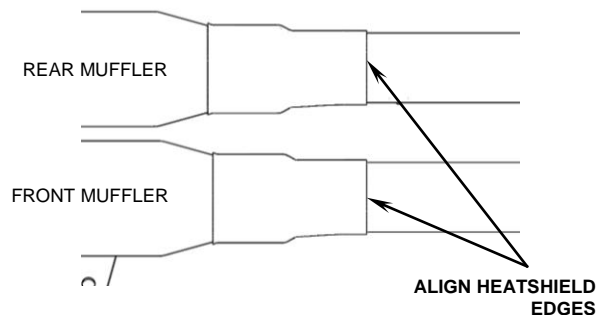 REAR MUFFLER
FRONT MUFFLER
ALIGN HEATSHIELD
EDGES